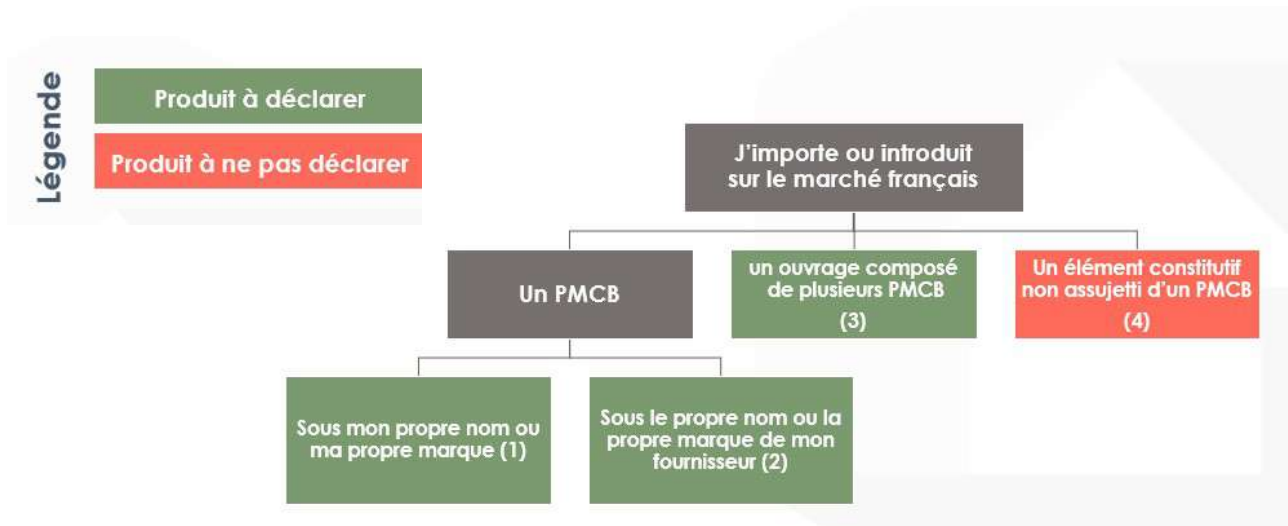 Légende
Produit à déclarer
Produit à ne pas déclarer
J'importe ou introduit
sur le marché français
Un PMCB
un ouvrage composé
de plusieurs PMCB
(3)
Un élément constitutif
non assujetti d'un PMCB
(4)
Sous mon propre nom ou
ma propre marque (1)
Sous le propre nom ou la
propre marque de mon
fournisseur (2)